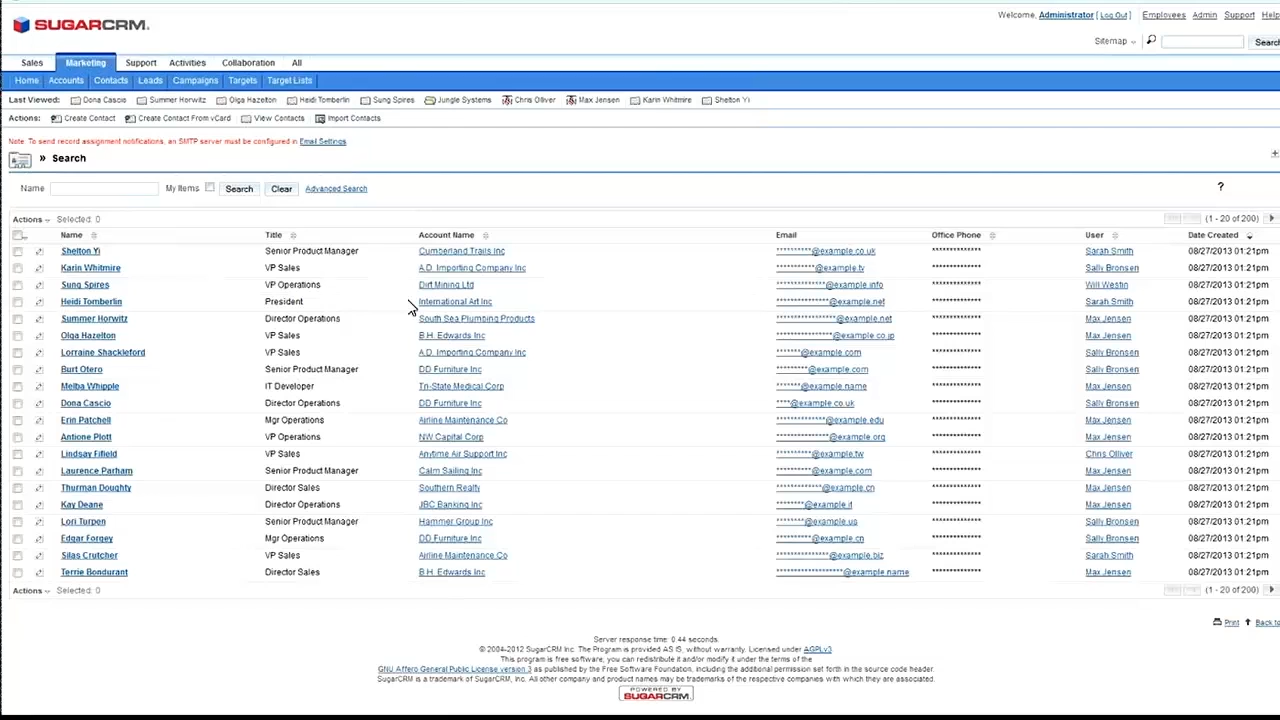 Welcome, Administrator [ Log Out ] Employees Admin Support Help
SUGARCRM.
Sitemap Search
Sales Marketing Support Activities Collaboration All
Home Accounts Contacts Leads Campaigns Targets Target Lists
Last Viewed: Dona Cascio Summer Horwitz Olga Hazelton Heidi Tomberlin Sung Spires Jungle Systems Chris Olliver Max Jensen Karin Whitmire Shelton Yi
Actions: Create Contact Create Contact From vCard View Contacts Import Contacts
Note: To send record assignment notifications, an SMTP server must be configured in Email Settings
» Search
Name My Items Search Clear Advanced Search ?
Actions Selected: 0 (1 - 20 of 200)
Name Title Account Name Email Office Phone User Date Created
Shelton Yi Senior Product Manager Cumberland Trails Inc *********@example.co.uk ************ Sarah Smith 08/27/2013 01:21pm
Karin Whitmire VP Sales A.D. Importing Company Inc **********@example.tv ************ Sally Bronsen 08/27/2013 01:21pm
Sung Spires VP Operations Dirt Mining Ltd ************@example.info ************ Will Westin 08/27/2013 01:21pm
Heidi Tomberlin President International Art Inc ************@example.net ************ Sarah Smith 08/27/2013 01:21pm
Summer Horwitz Director Operations South Sea Plumbing Products ***************@example.net ************ Max Jensen 08/27/2013 01:21pm
Olga Hazelton VP Sales B.H. Edwards Inc **************@example.co.jp ************ Max Jensen 08/27/2013 01:21pm
Lorraine Shackleford VP Sales A.D. Importing Company Inc *******@example.com ************ Sally Bronsen 08/27/2013 01:21pm
Burt Otero Senior Product Manager DD Furniture Inc ********@example.com ************ Sally Bronsen 08/27/2013 01:21pm
Melba Whipple IT Developer Tri-State Medical Corp *******@example.name ************ Max Jensen 08/27/2013 01:21pm
Dona Cascio Director Operations DD Furniture Inc ****@example.co.uk ************ Sally Bronsen 08/27/2013 01:21pm
Erin Patchell Mgr Operations Airline Maintenance Co *************@example.edu ************ Max Jensen 08/27/2013 01:21pm
Antione Plott VP Operations NW Capital Corp *************@example.org ************ Max Jensen 08/27/2013 01:21pm
Lindsay Fifield VP Sales Anytime Air Support Inc **********@example.tw ************ Chris Olliver 08/27/2013 01:21pm
Laurence Parham Senior Product Manager Calm Sailing Inc *********@example.com ************ Max Jensen 08/27/2013 01:21pm
Thurman Doughty Director Sales Southern Realty ************@example.cn ************ Max Jensen 08/27/2013 01:21pm
Kay Deane Director Operations JBC Banking Inc ********@example.it ************ Max Jensen 08/27/2013 01:21pm
Lori Turpen Senior Product Manager Hammer Group Inc ********@example.us ************ Sally Bronsen 08/27/2013 01:21pm
Edgar Forgey Mgr Operations DD Furniture Inc **********@example.cn ************ Sally Bronsen 08/27/2013 01:21pm
Silas Crutcher VP Sales Airline Maintenance Co *************@example.biz ************ Sarah Smith 08/27/2013 01:21pm
Terrie Bondurant Director Sales B.H. Edwards Inc *****************@example.name ************ Max Jensen 08/27/2013 01:21pm
Actions Selected: 0 (1 - 20 of 200)
Print Back to
Server response time: 0.44 seconds.
© 2004-2012 SugarCRM Inc. The Program is provided AS IS, without warranty. Licensed under AGPLv3
This program is free software; you can redistribute it and/or modify it under the terms of the
GNU Affero General Public License version 3 as published by the Free Software Foundation, including the additional permission set forth in the source code header.
SugarCRM is a trademark of SugarCRM, Inc. All other company and product names may be trademarks of the respective companies with which they are associated.
POWERED BY
SUGARCRM